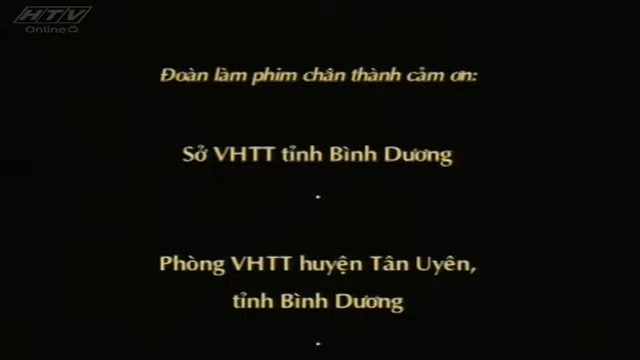 HTV
Online
Đoàn làm phim chân thành cảm ơn:
Sở VHTT tỉnh Bình Dương
.
Phòng VHTT huyện Tân Uyên,
tỉnh Bình Dương
.